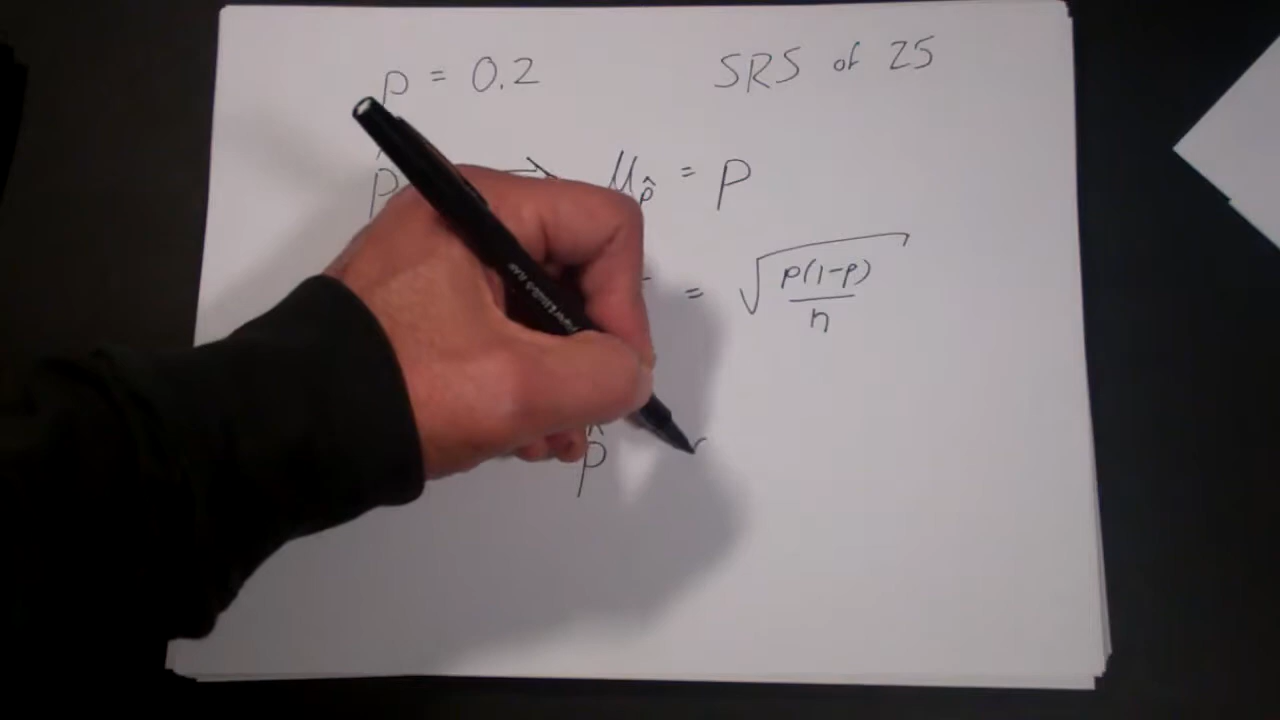 p = 0.2 SRS of 25
p → μp̂ = p
= √p(1-p)/n
p̂